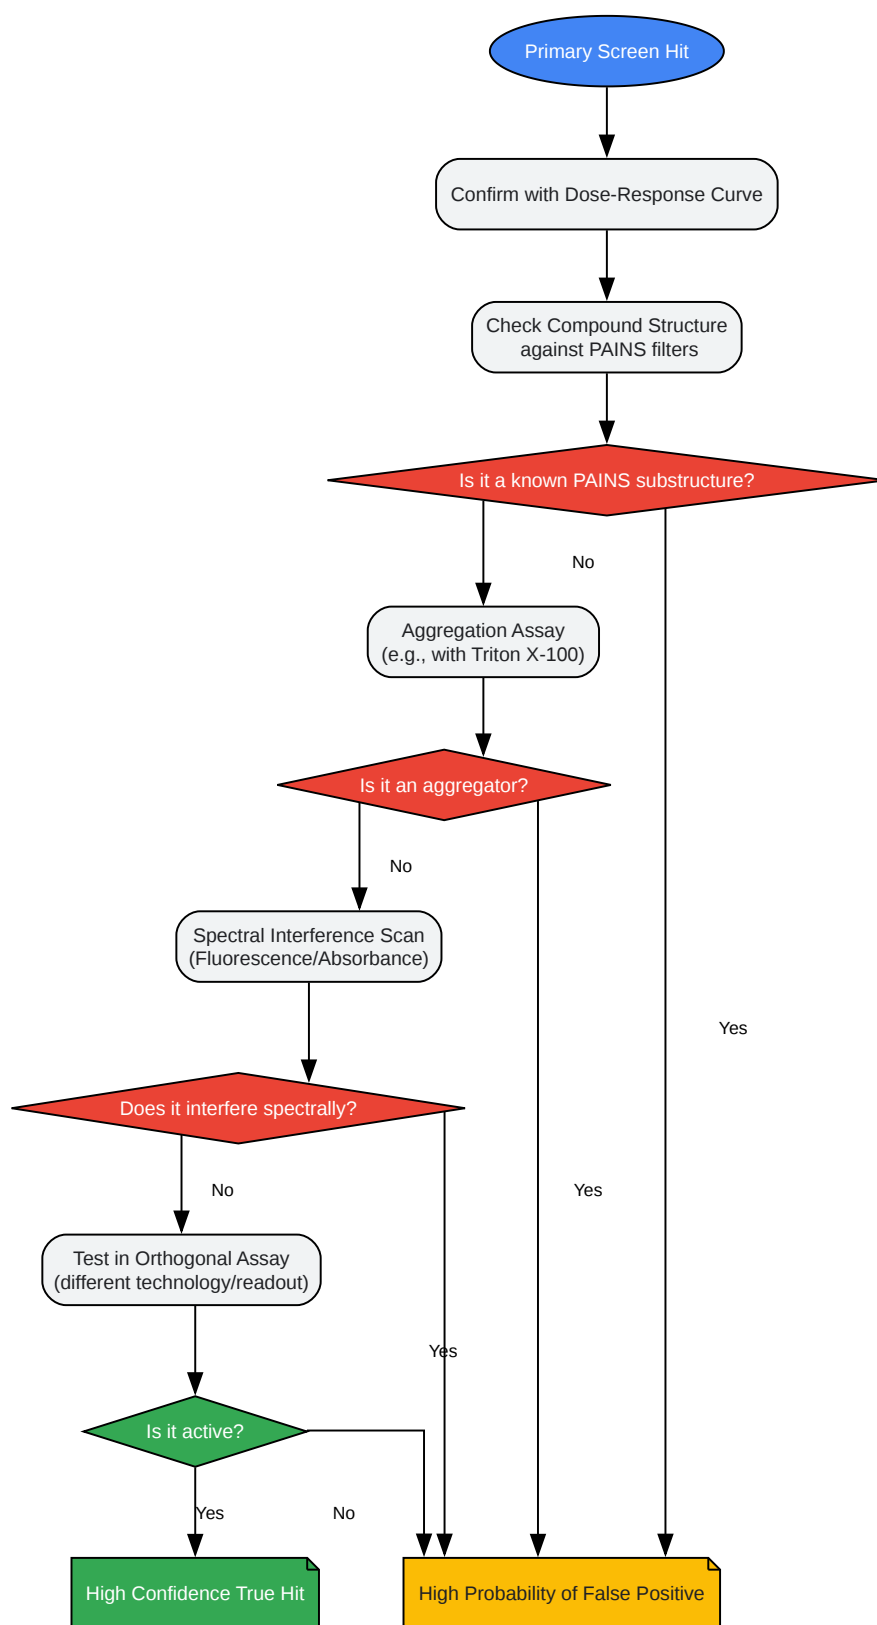 Primary Screen Hit
Confirm with Dose-Response Curve
Check Compound Structure
against PAINS filters
Is it a known PAINS substructure?
No
Aggregation Assay
(e.g., with Triton X-100)
Is it an aggregator?
No
Spectral Interference Scan
(Fluorescence/Absorbance)
Yes
Does it interfere spectrally?
No
Yes
Test in Orthogonal Assay
(different technology/readout)
Yes
Is it active?
Yes
No
High Confidence True Hit
High Probability of False Positive